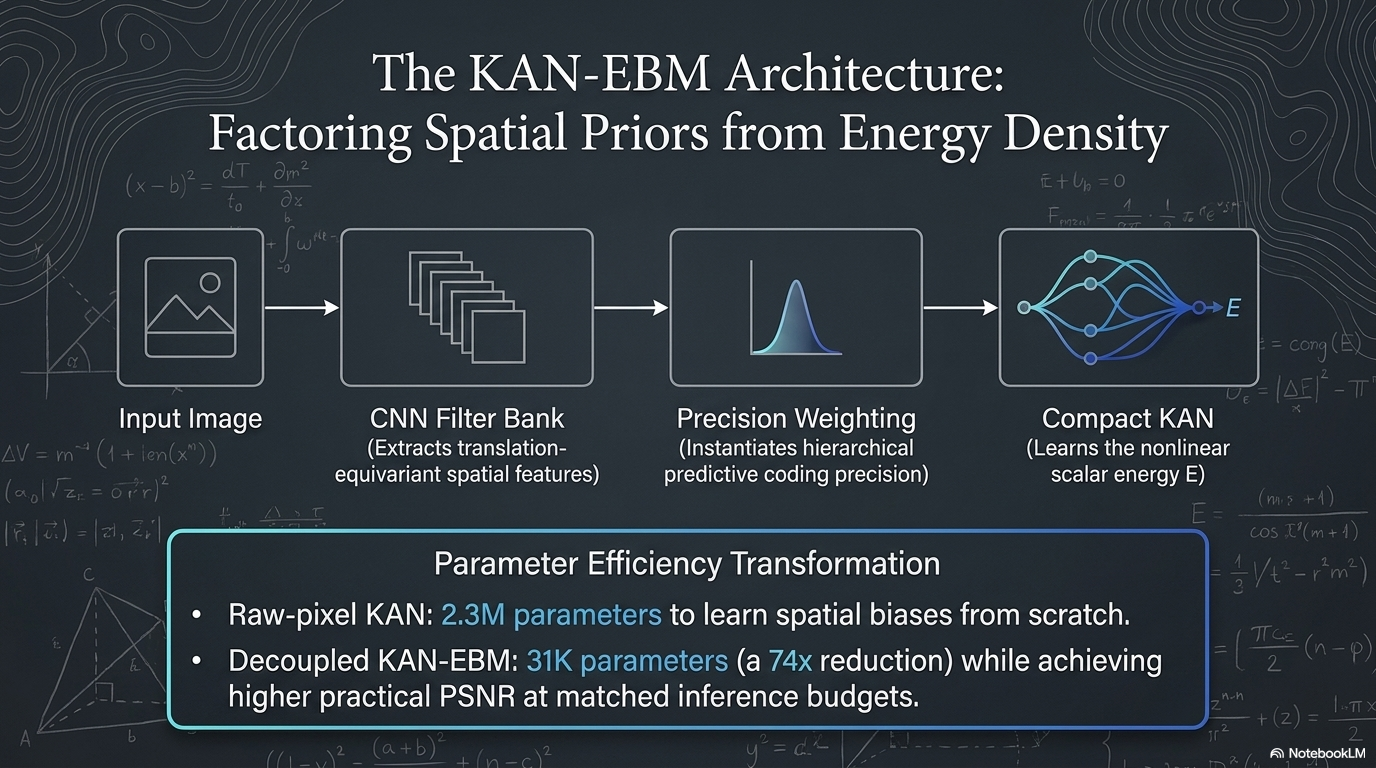 The KAN-EBM Architecture:
Factoring Spatial Priors from Energy Density
E
Input Image
CNN Filter Bank
(Extracts translation-
equivariant spatial features)
Precision Weighting
(Instantiates hierarchical
predictive coding precision)
Compact KAN
(Learns the nonlinear
scalar energy E)
Parameter Efficiency Transformation
• Raw-pixel KAN: 2.3M parameters to learn spatial biases from scratch.
• Decoupled KAN-EBM: 31K parameters (a 74x reduction) while achieving
higher practical PSNR at matched inference budgets.
NotebookLM